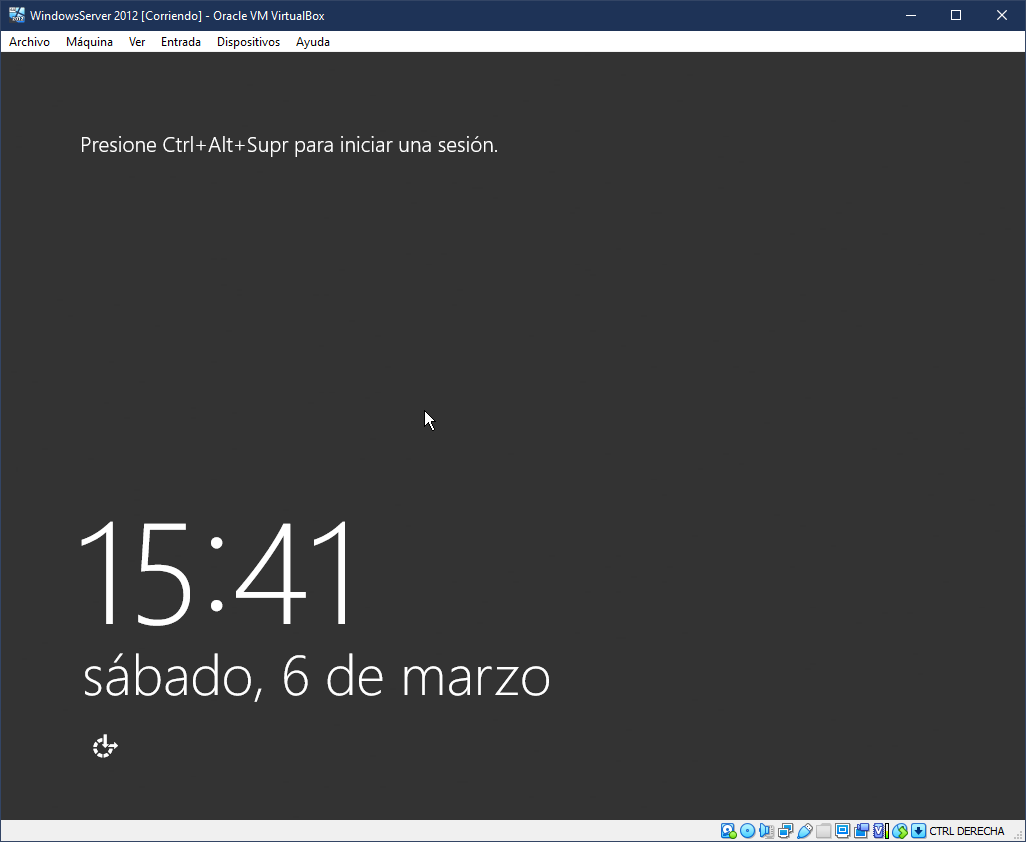 WindowsServer 2012 [Corriendo] - Oracle VM VirtualBox
Archivo Máquina Ver Entrada Dispositivos Ayuda
Presione Ctrl+Alt+Supr para iniciar una sesión.
15:41
sábado, 6 de marzo
CTRL DERECHA